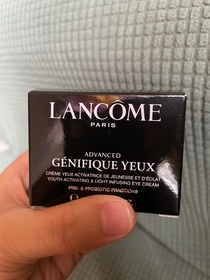 LANCÔME
PARIS
ADVANCED
GÉNIFIQUE YEUX
CRÈME YEUX ACTIVATRICE DE JEUNESSE ET D'ÉCLAT
YOUTH ACTIVATING & LIGHT INFUSING EYE CREAM
PRE- & PROBIOTIC FRACTIONS